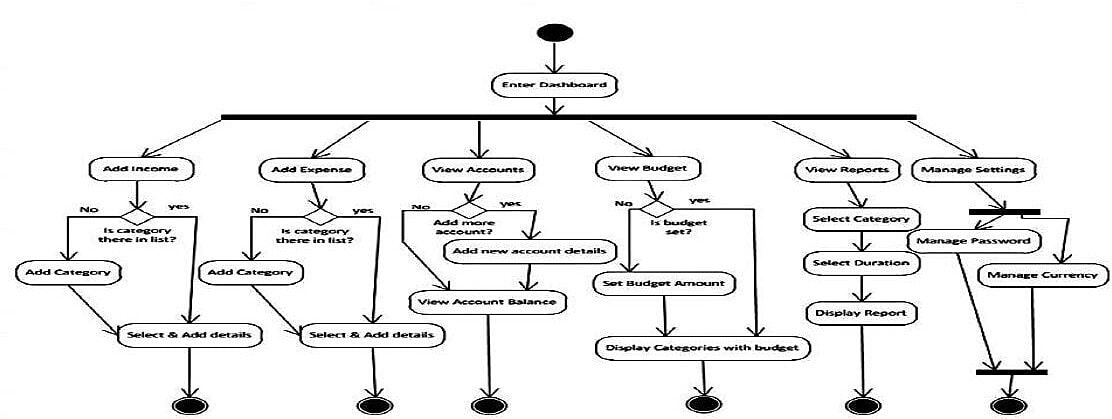 Enter Dashboard
Add Income
Add Expense
View Accounts
View Budget
View Reports
Manage Settings
No
yes
Is category
there in list?
No
yes
Is category
there in list?
No
yes
Add more
account?
No
yes
Is budget
set?
Select Category
Manage Password
Add new account details
Select Duration
Add Category
Add Category
Set Budget Amount
Manage Currency
View Account Balance
Display Report
Select & Add details
Select & Add details
Display Categories with budget